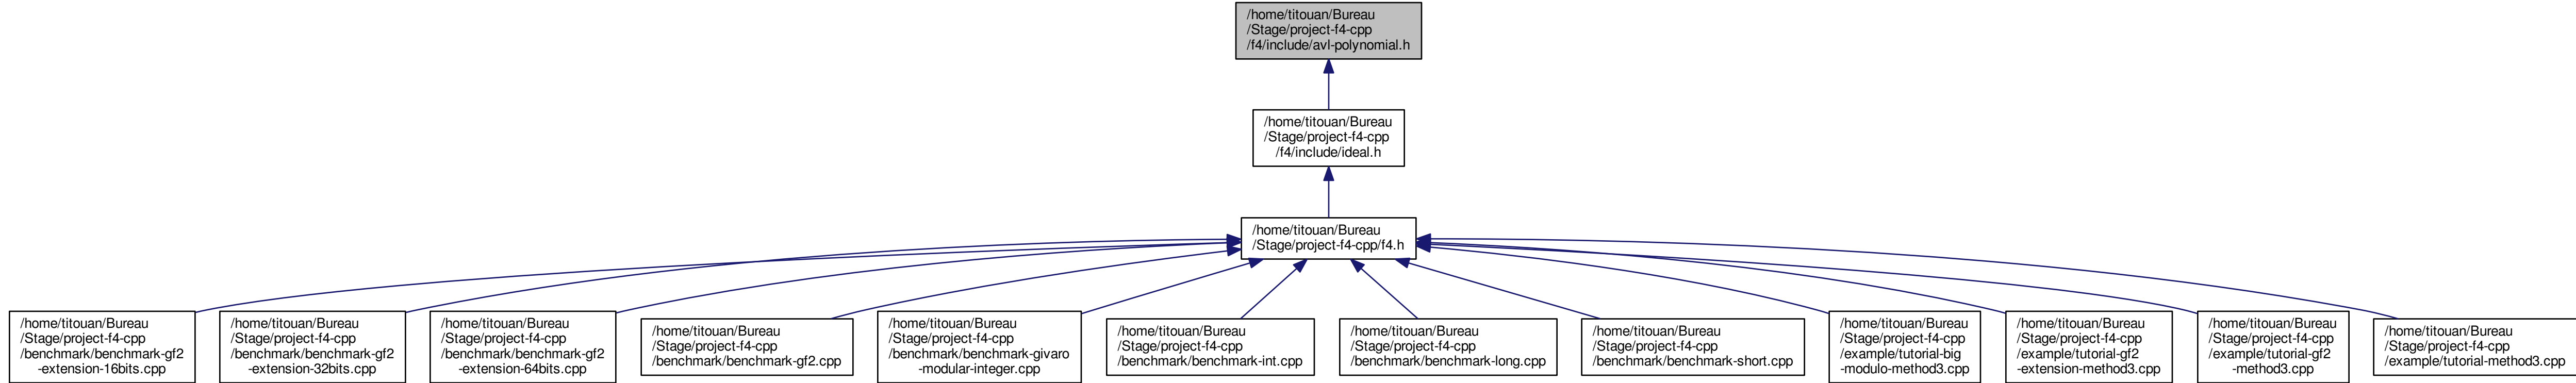 /home/titouan/Bureau
/Stage/project-f4-cpp
/f4/include/avl-polynomial.h
/home/titouan/Bureau
/Stage/project-f4-cpp
/f4/include/ideal.h
/home/titouan/Bureau
/Stage/project-f4-cpp/f4.h
/home/titouan/Bureau
/Stage/project-f4-cpp
/benchmark/benchmark-gf2
-extension-16bits.cpp
/home/titouan/Bureau
/Stage/project-f4-cpp
/benchmark/benchmark-gf2
-extension-32bits.cpp
/home/titouan/Bureau
/Stage/project-f4-cpp
/benchmark/benchmark-gf2
-extension-64bits.cpp
/home/titouan/Bureau
/Stage/project-f4-cpp
/benchmark/benchmark-gf2.cpp
/home/titouan/Bureau
/Stage/project-f4-cpp
/benchmark/benchmark-givaro
-modular-integer.cpp
/home/titouan/Bureau
/Stage/project-f4-cpp
/benchmark/benchmark-int.cpp
/home/titouan/Bureau
/Stage/project-f4-cpp
/benchmark/benchmark-long.cpp
/home/titouan/Bureau
/Stage/project-f4-cpp
/benchmark/benchmark-short.cpp
/home/titouan/Bureau
/Stage/project-f4-cpp
/example/tutorial-big
-modulo-method3.cpp
/home/titouan/Bureau
/Stage/project-f4-cpp
/example/tutorial-gf2
-extension-method3.cpp
/home/titouan/Bureau
/Stage/project-f4-cpp
/example/tutorial-gf2
-method3.cpp
/home/titouan/Bureau
/Stage/project-f4-cpp
/example/tutorial-method3.cpp